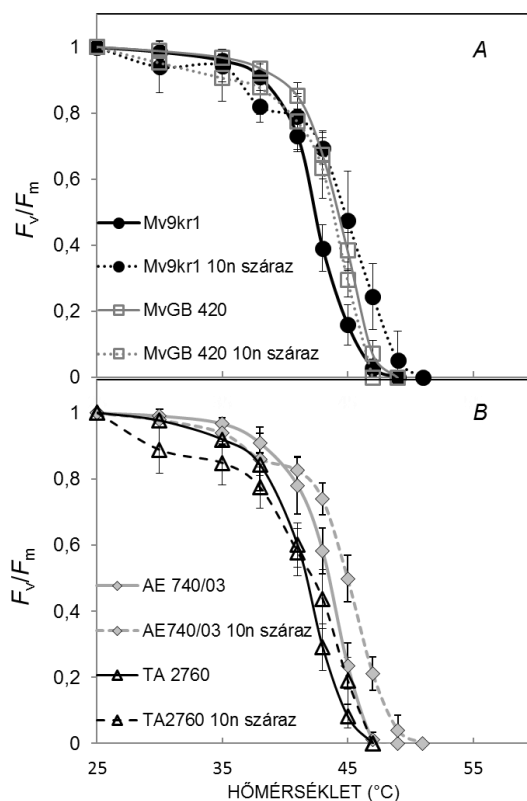 A
1
0,8
0,6
0,4
0,2
0
Fv/Fm
Mv9kr1
Mv9kr1 10n száraz
MvGB 420
MvGB 420 10n száraz
B
1
0,8
0,6
0,4
0,2
0
Fv/Fm
AE 740/03
AE740/03 10n száraz
TA 2760
TA2760 10n száraz
25 35 45 55
HŐMÉRSÉKLET (°C)